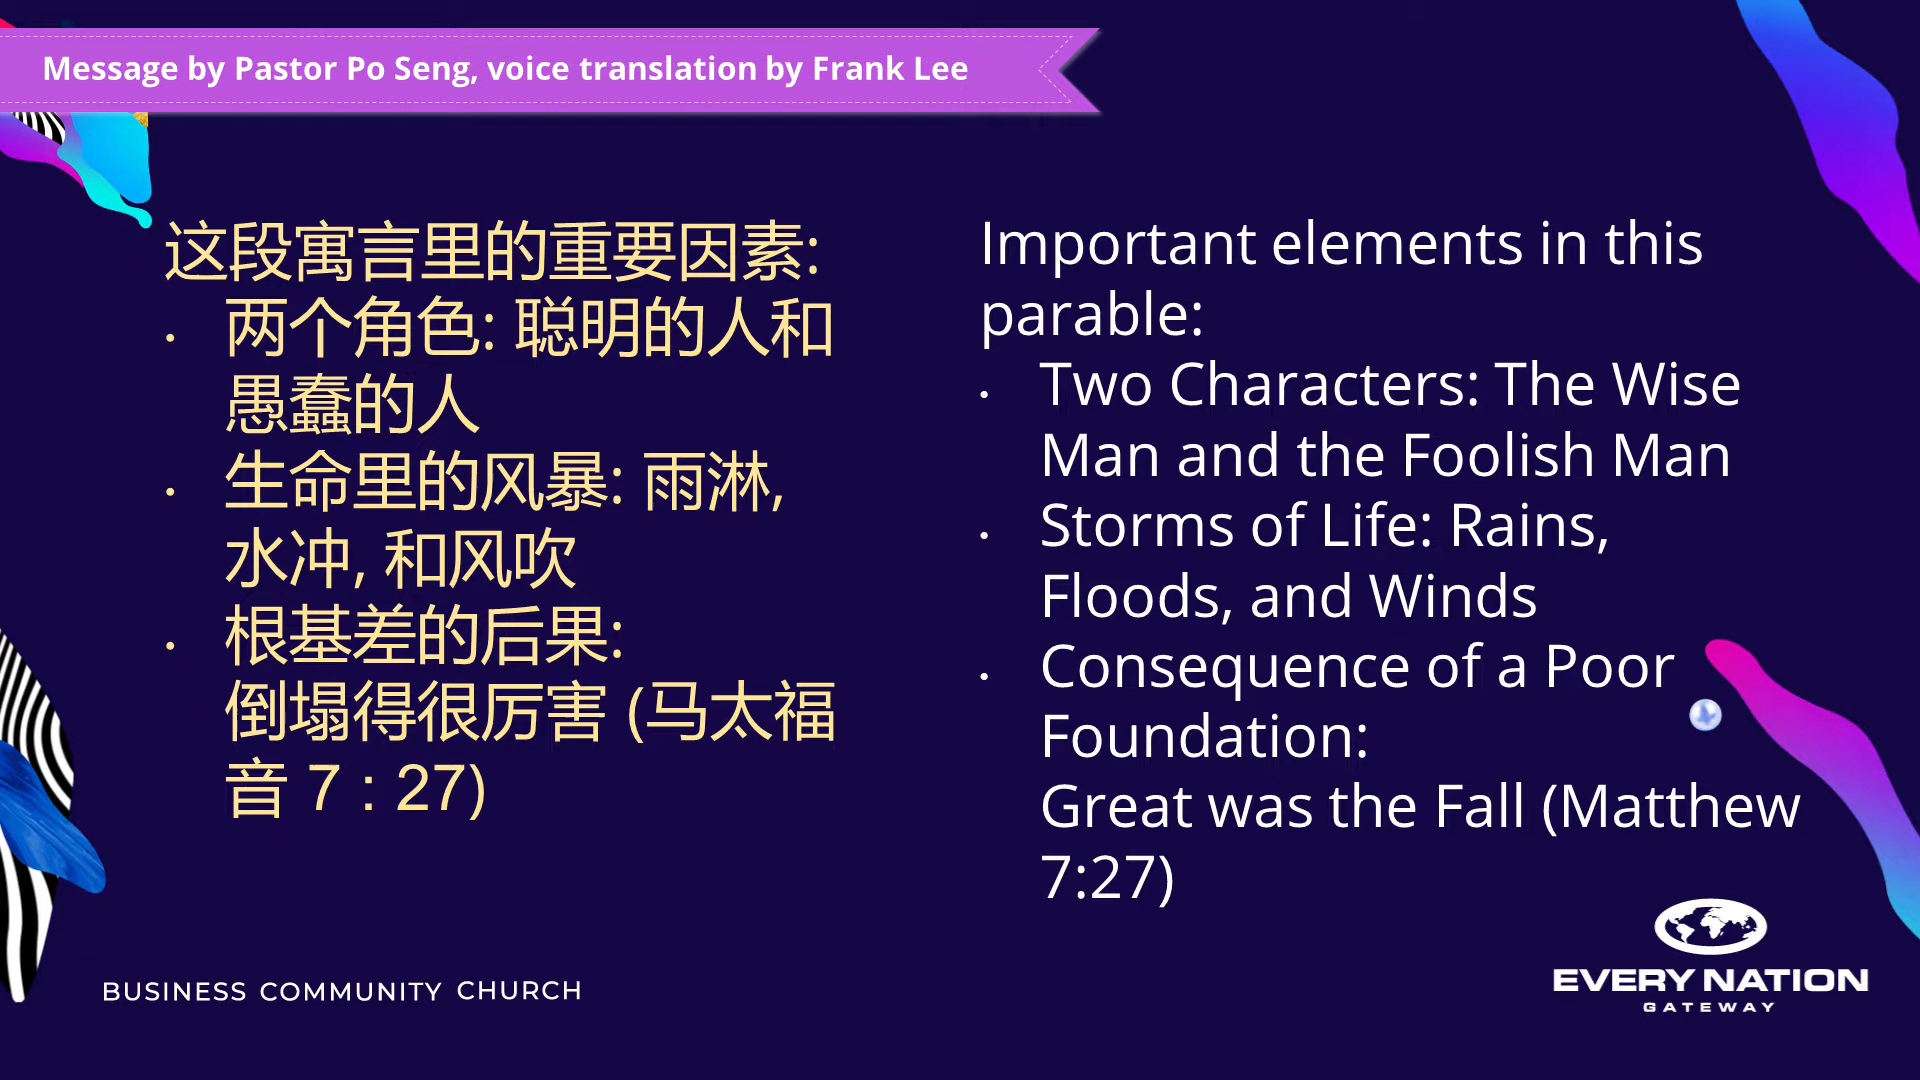 Message by Pastor Po Seng, voice translation by Frank Lee
这段寓言里的重要因素:
• 两个角色: 聪明的人和
愚蠢的人
• 生命里的风暴: 雨淋,
水冲, 和风吹
• 根基差的后果:
倒塌得很厉害 (马太福
音 7 : 27)
Important elements in this
parable:
• Two Characters: The Wise
Man and the Foolish Man
• Storms of Life: Rains,
Floods, and Winds
• Consequence of a Poor
Foundation:
Great was the Fall (Matthew
7:27)
BUSINESS COMMUNITY CHURCH
EVERY NATION
GATEWAY